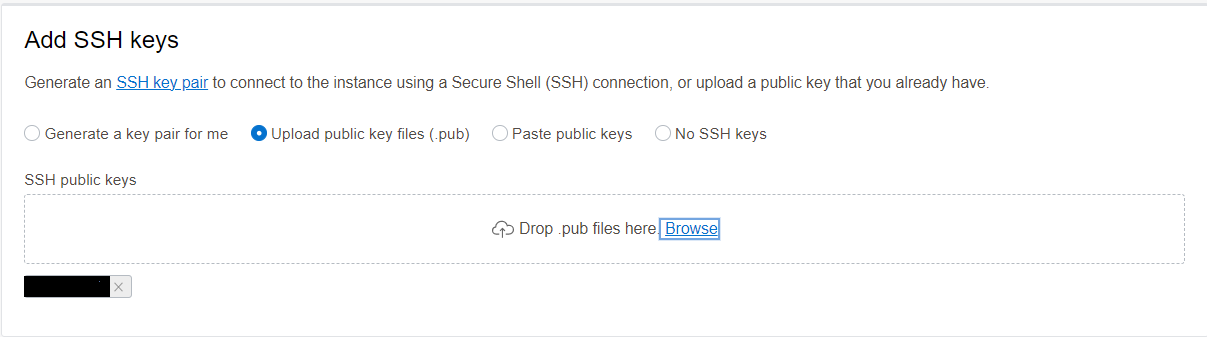 Add SSH keys
Generate an SSH key pair to connect to the instance using a Secure Shell (SSH) connection, or upload a public key that you already have.
Generate a key pair for me Upload public key files (.pub) Paste public keys No SSH keys
SSH public keys
Drop .pub files here. Browse